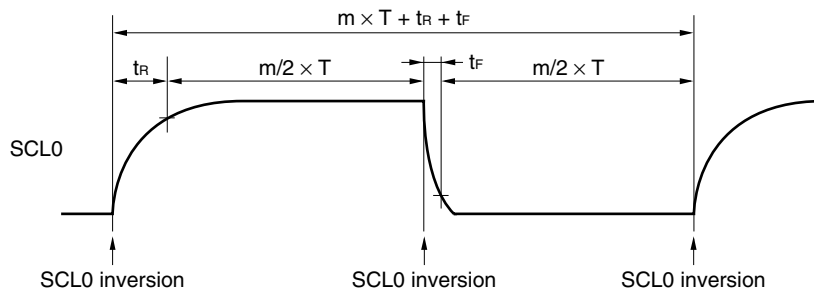 m × T + tR + tF
tR
m/2 × T
tF
m/2 × T
SCL0
SCL0 inversion
SCL0 inversion
SCL0 inversion